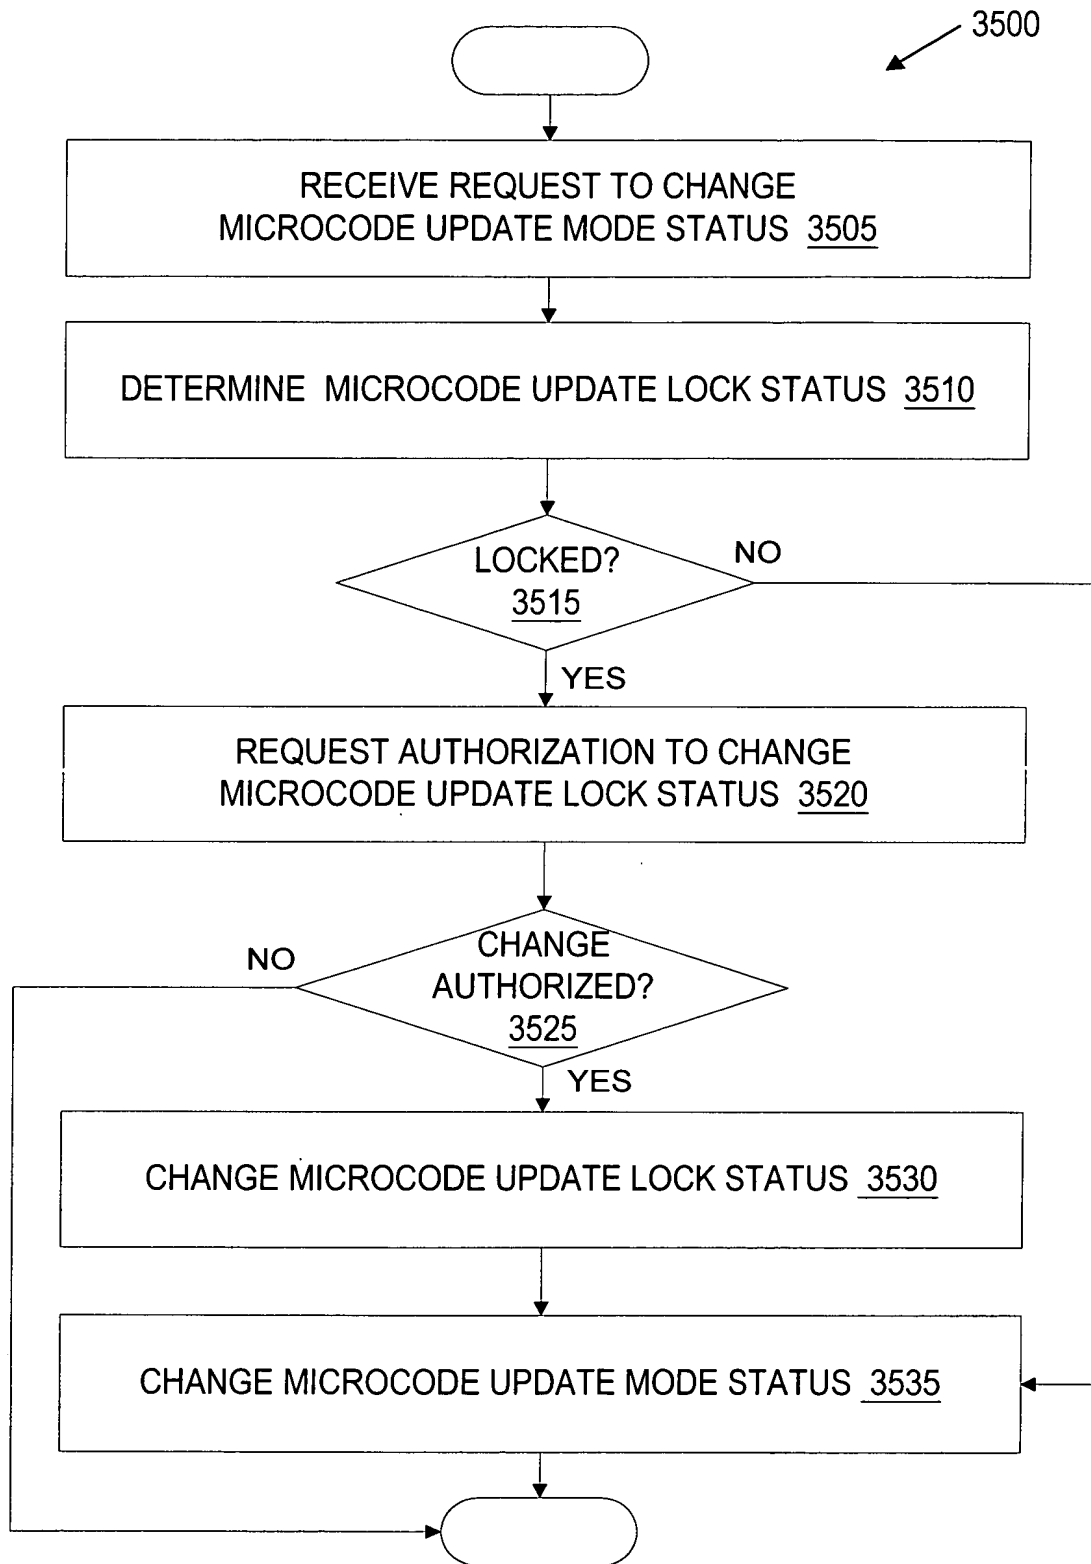 3500
RECEIVE REQUEST TO CHANGE
MICROCODE UPDATE MODE STATUS 3505
DETERMINE MICROCODE UPDATE LOCK STATUS 3510
LOCKED?
3515
NO
YES
REQUEST AUTHORIZATION TO CHANGE
MICROCODE UPDATE LOCK STATUS 3520
NO
CHANGE
AUTHORIZED?
3525
YES
CHANGE MICROCODE UPDATE LOCK STATUS 3530
CHANGE MICROCODE UPDATE MODE STATUS 3535